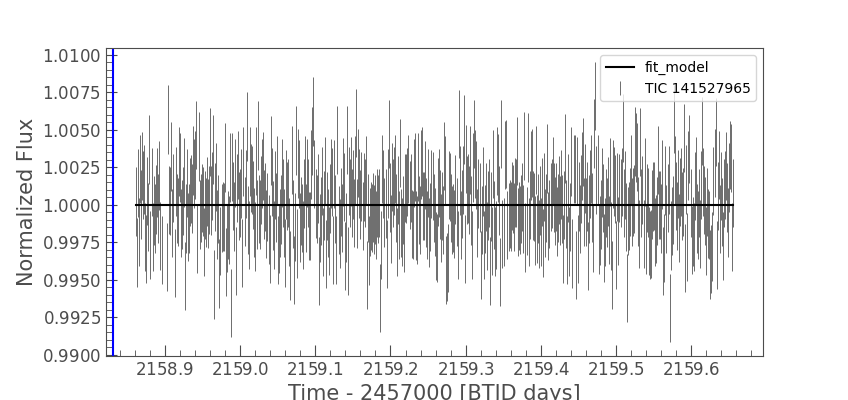 1.0100
1.0075
1.0050
1.0025
1.0000
0.9975
0.9950
0.9925
0.9900
Normalized Flux
fit_model
TIC 141527965
2158.9 2159.0 2159.1 2159.2 2159.3 2159.4 2159.5 2159.6
Time - 2457000 [BTJD days]